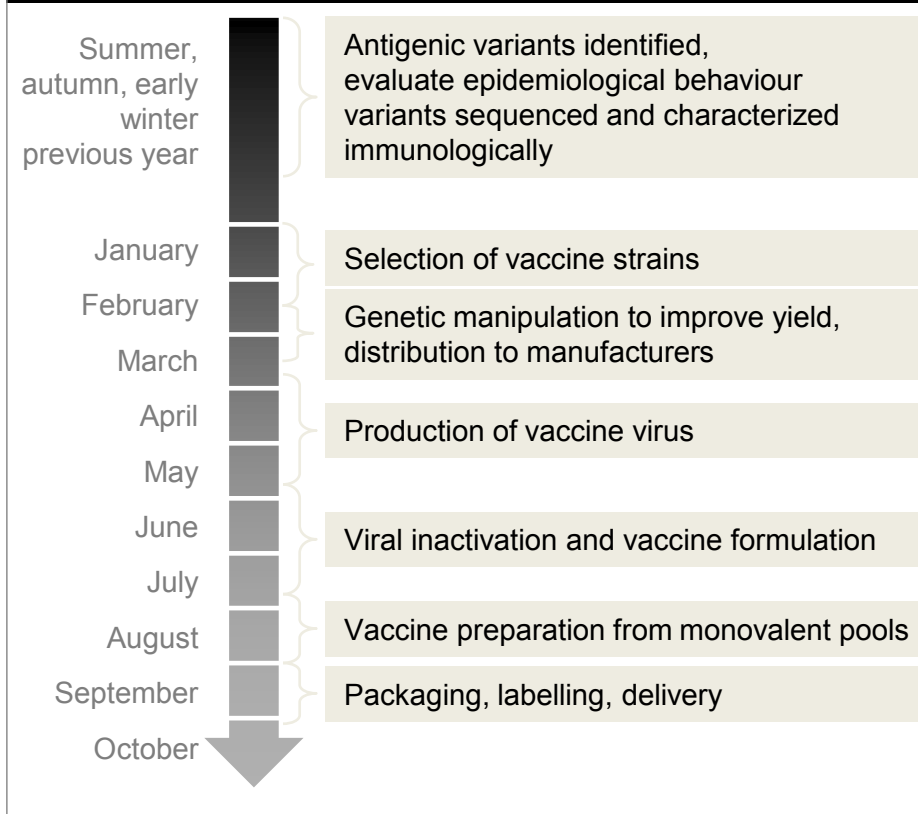 Summer,
autumn, early
winter
previous year
Antigenic variants identified,
evaluate epidemiological behaviour
variants sequenced and characterized
immunologically
January
Selection of vaccine strains
February
Genetic manipulation to improve yield,
distribution to manufacturers
March
April
Production of vaccine virus
May
June
Viral inactivation and vaccine formulation
July
August
Vaccine preparation from monovalent pools
September
Packaging, labelling, delivery
October